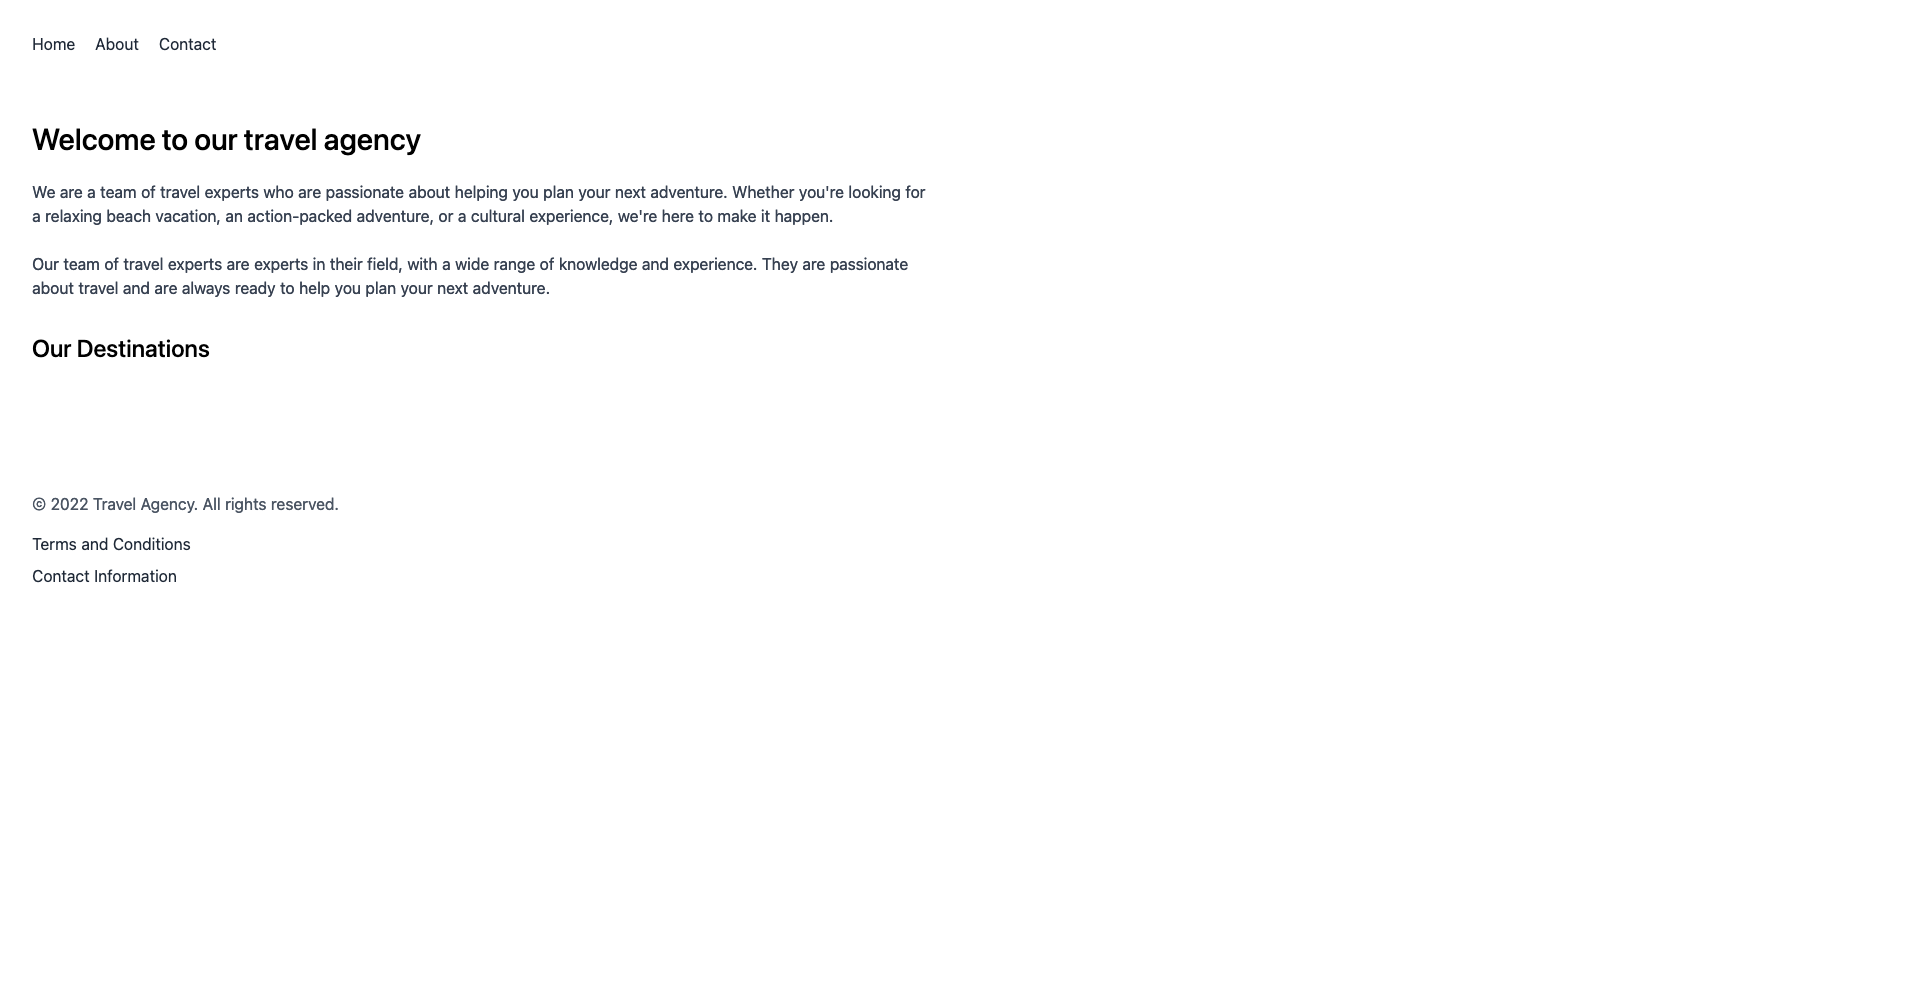 Home About Contact
Welcome to our travel agency
We are a team of travel experts who are passionate about helping you plan your next adventure. Whether you're looking for
a relaxing beach vacation, an action-packed adventure, or a cultural experience, we're here to make it happen.
Our team of travel experts are experts in their field, with a wide range of knowledge and experience. They are passionate
about travel and are always ready to help you plan your next adventure.
Our Destinations
© 2022 Travel Agency. All rights reserved.
Terms and Conditions
Contact Information